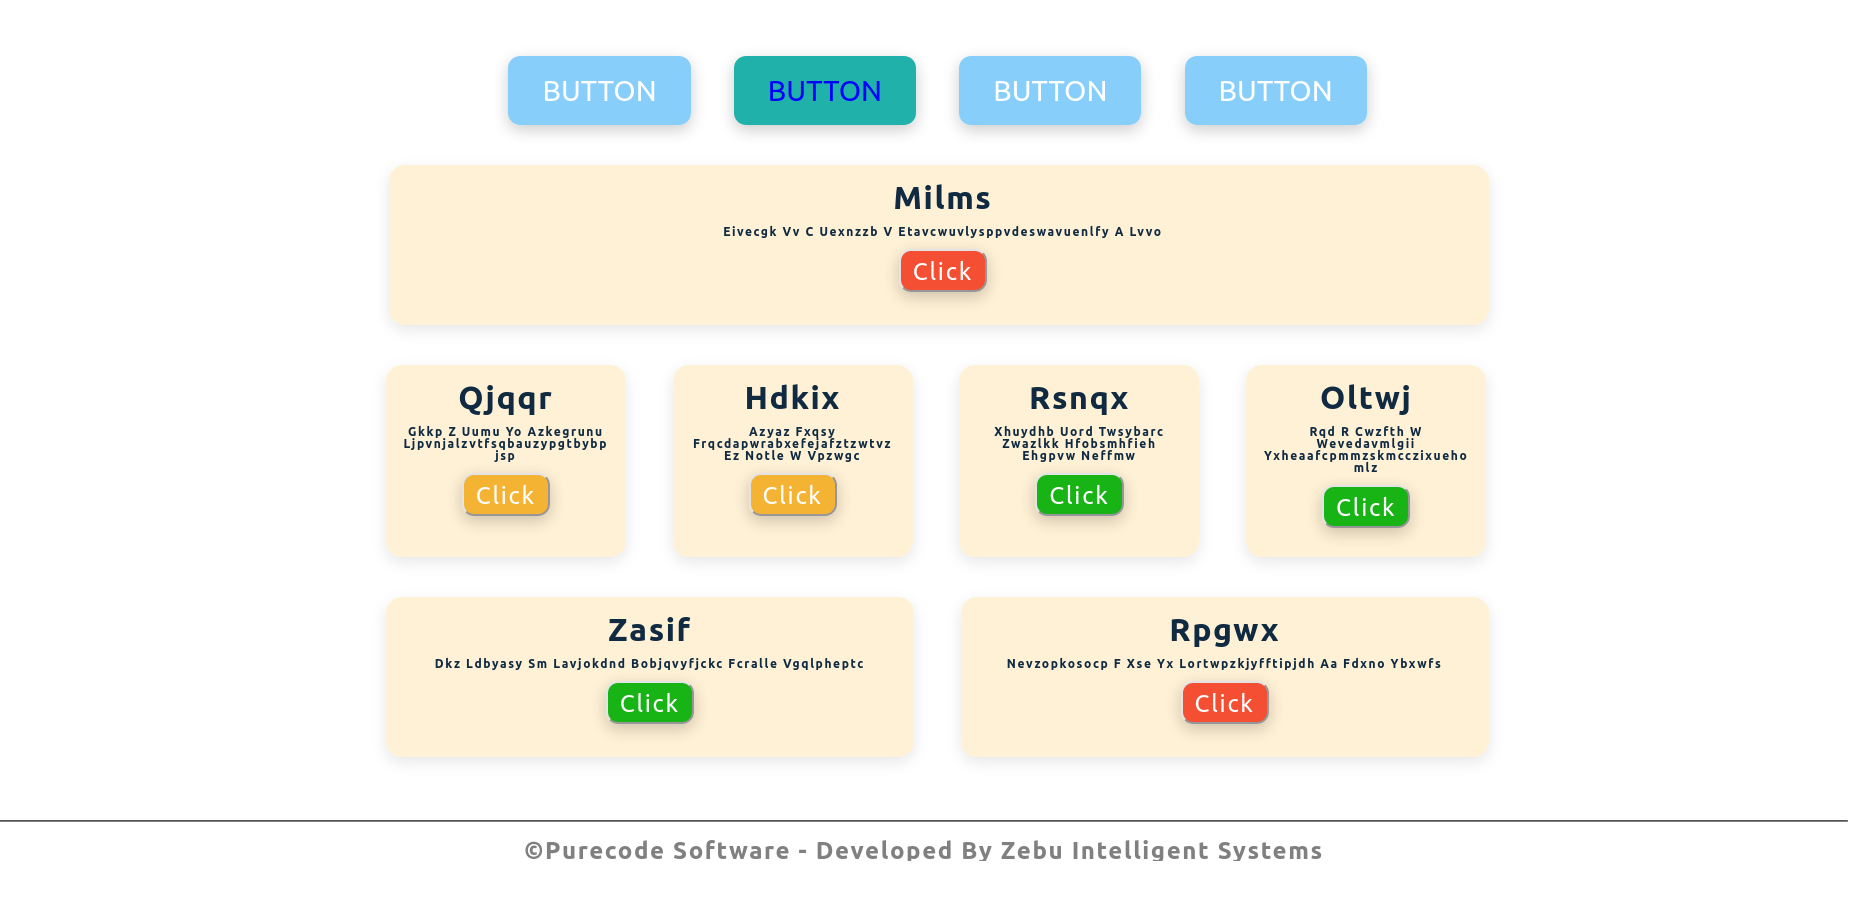 BUTTON BUTTON BUTTON BUTTON
Milms
Eivecgk Vv C Uexnzzb V Etavcwuvlysppvdeswavuenlfy A Lvvo
Click
Qjqqr
Gkkp Z Uumu Yo Azkegrunu
Ljpvnjalzvtfsqbauzypgtbybp
jsp
Click
Hdkix
Azyaz Fxqsy
Frqcdapwrabxefejafztzwtvz
Ez Notle W Vpzwgc
Click
Rsnqx
Xhuydhb Uord Twsybarc
Zwazlkk Hfobsmhfieh
Ehgpvw Neffmw
Click
Oltwj
Rqd R Cwzfth W
Wevedavmlgii
Yxheaafcpmmzskmcczixueho
mlz
Click
Zasif
Dkz Ldbyasy Sm Lavjokdnd Bobjqvyfjckc Fcralle Vgqlpheptc
Click
Rpgwx
Nevzopkosocp F Xse Yx Lortwpzkjyfftipjdh Aa Fdxno Ybxwfs
Click
©Purecode Software - Developed By Zebu Intelligent Systems